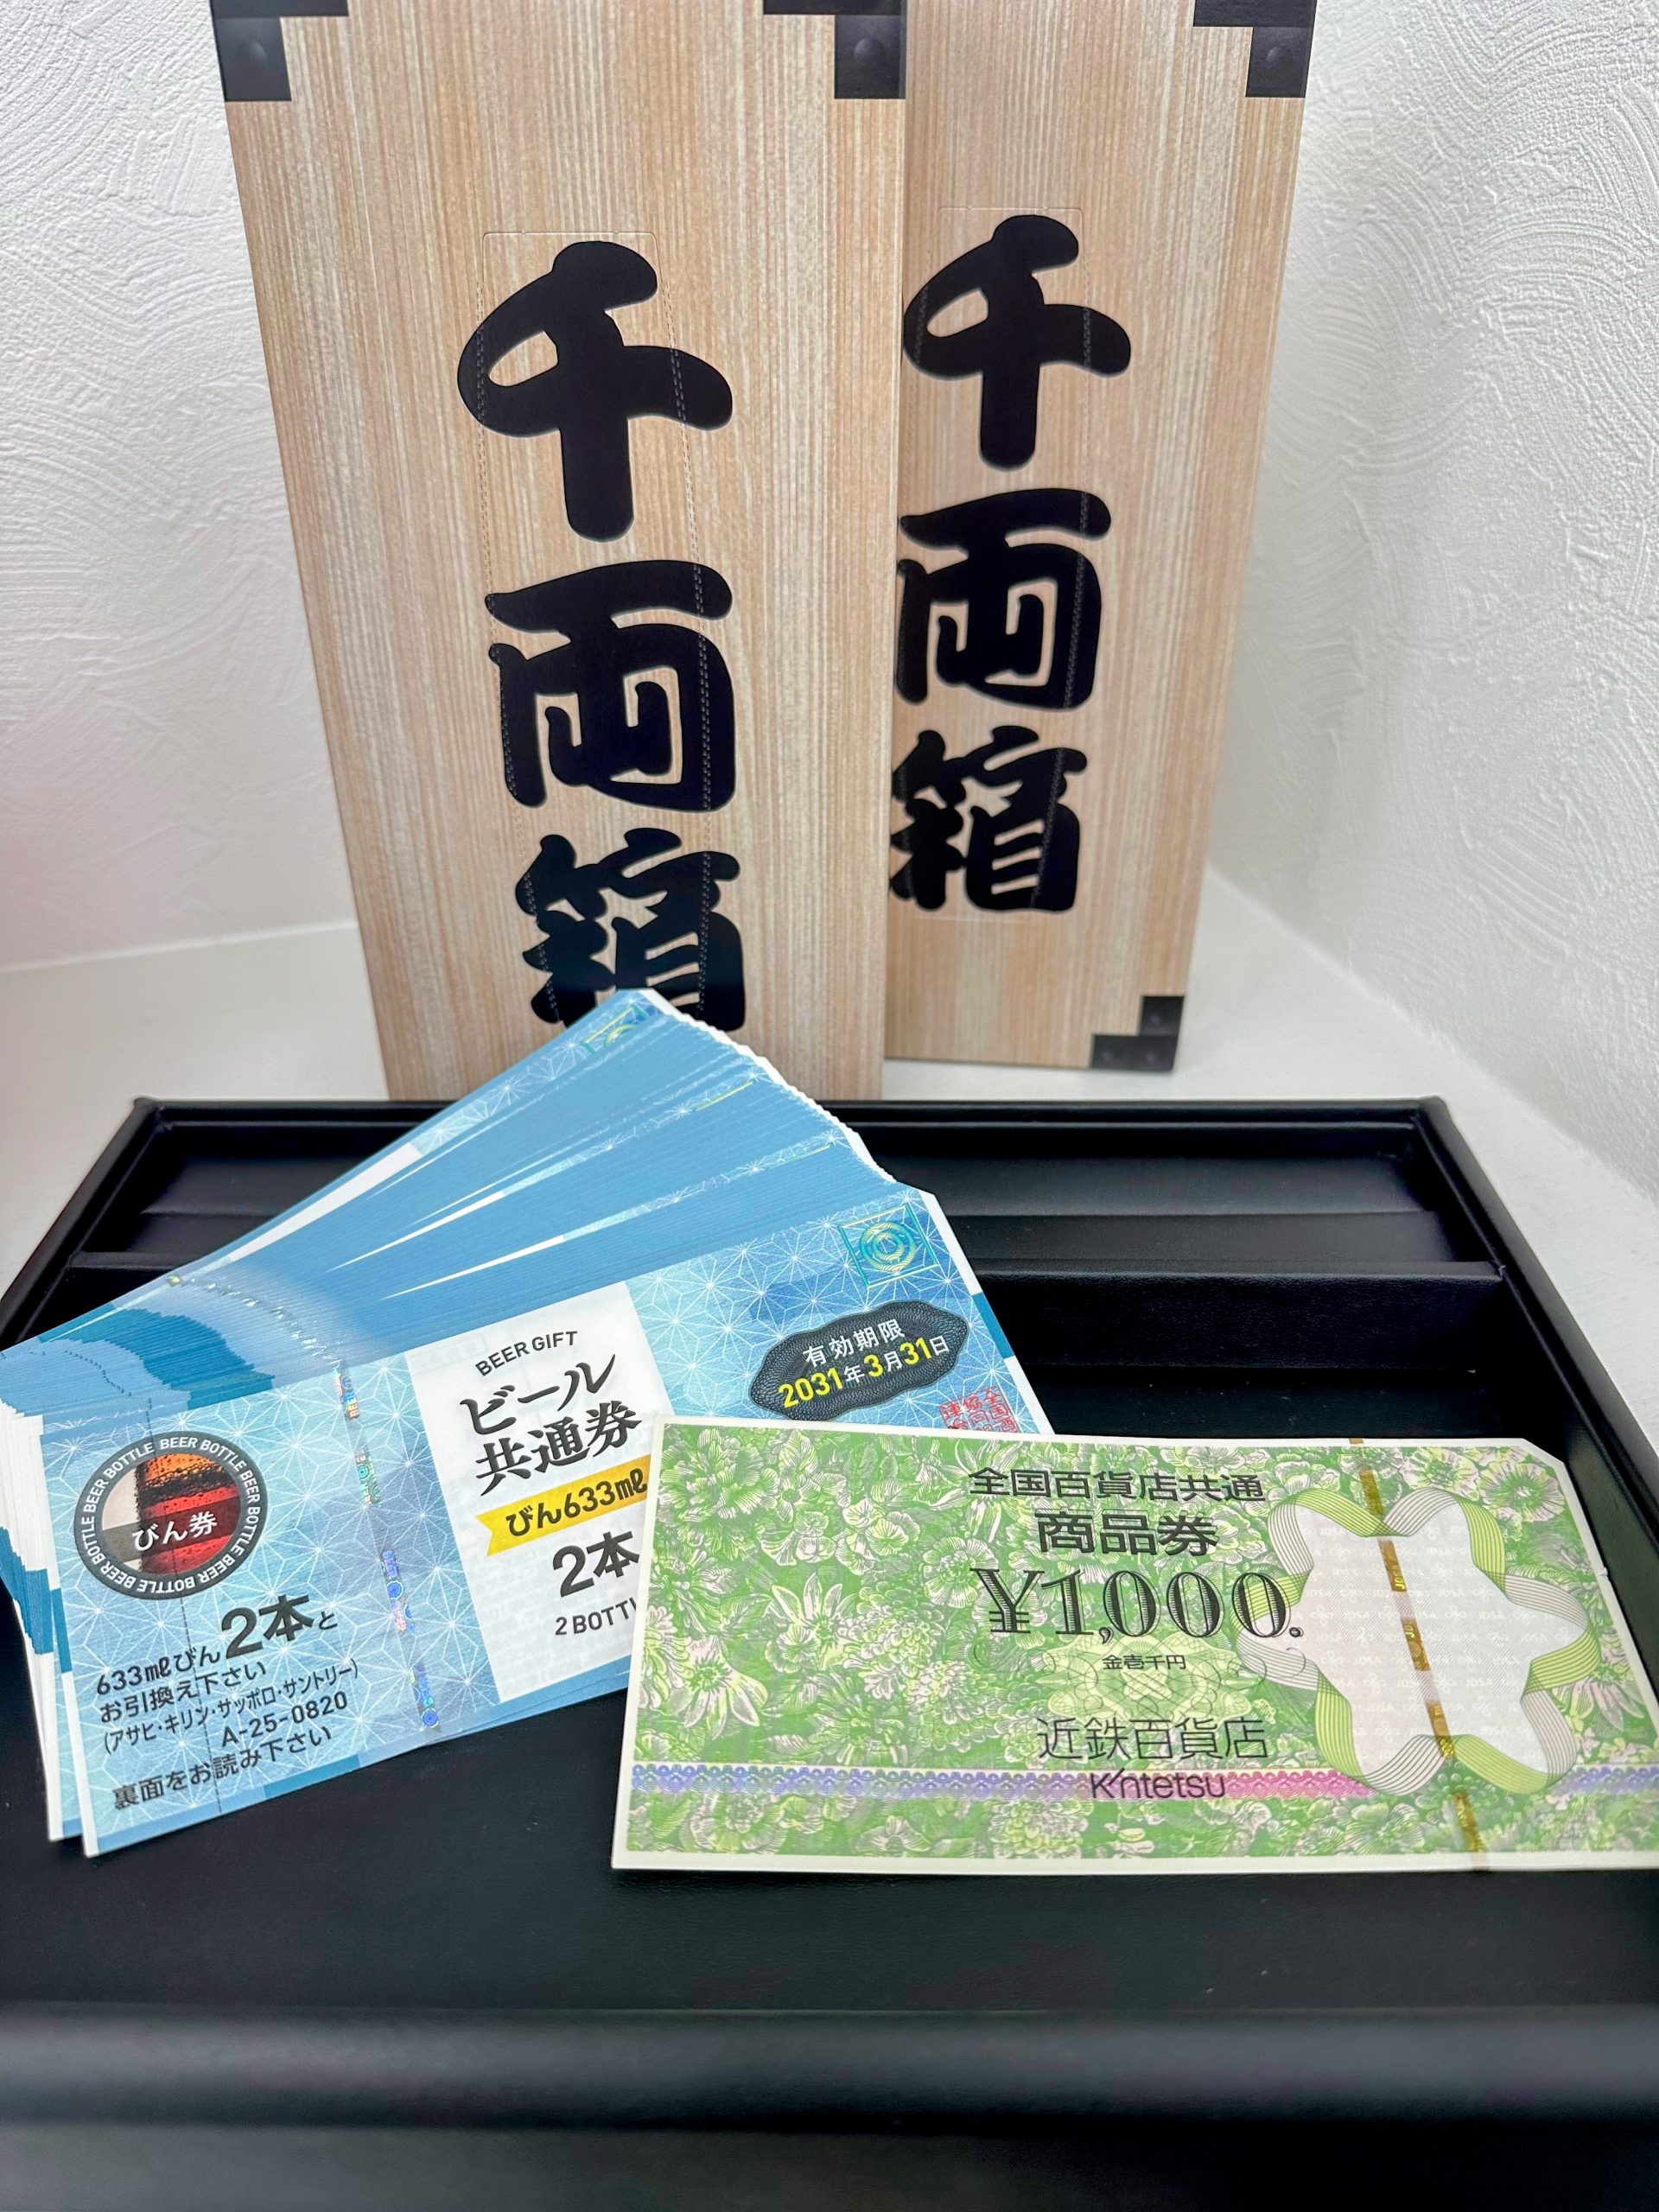 千両箱
千両箱
BEER GIFT
ビール
共通券
びん633mℓ
2本
2 BOTT
有効期限
2031年3月31日
BEER BOTTLE BEER BOTTLE BEER BOTTLE BEER BOTTLE
びん券
633mℓびん2本と
お引換え下さい
(アサヒ・キリン・サッポロ・サントリー)
A-25-0820
裏面をお読み下さい
全国百貨店共通
商品券
¥1,000.
金壱千円
近鉄百貨店
Kintetsu